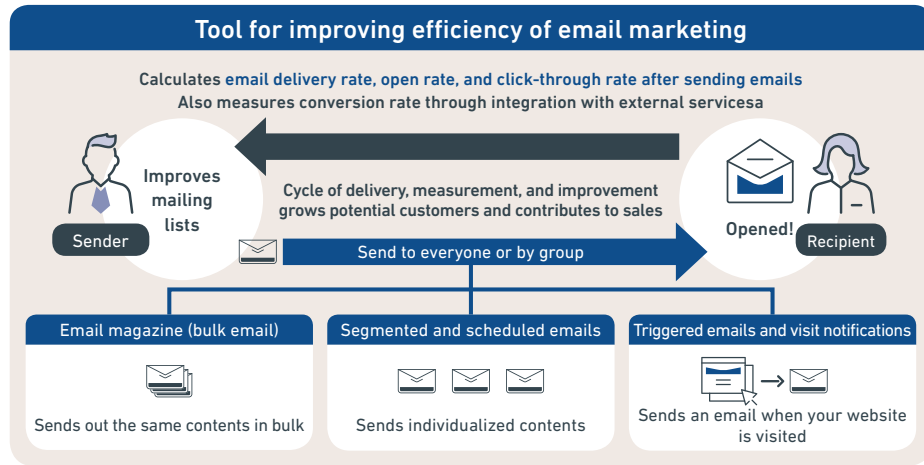 Tool for improving efficiency of email marketing
Calculates email delivery rate, open rate, and click-through rate after sending emails
Also measures conversion rate through integration with external servicesa
Improves
mailing
lists
Sender
Cycle of delivery, measurement, and improvement
grows potential customers and contributes to sales
Opened!
Recipient
Send to everyone or by group
Email magazine (bulk email)
Sends out the same contents in bulk
Segmented and scheduled emails
Sends individualized contents
Triggered emails and visit notifications
Sends an email when your website
is visited